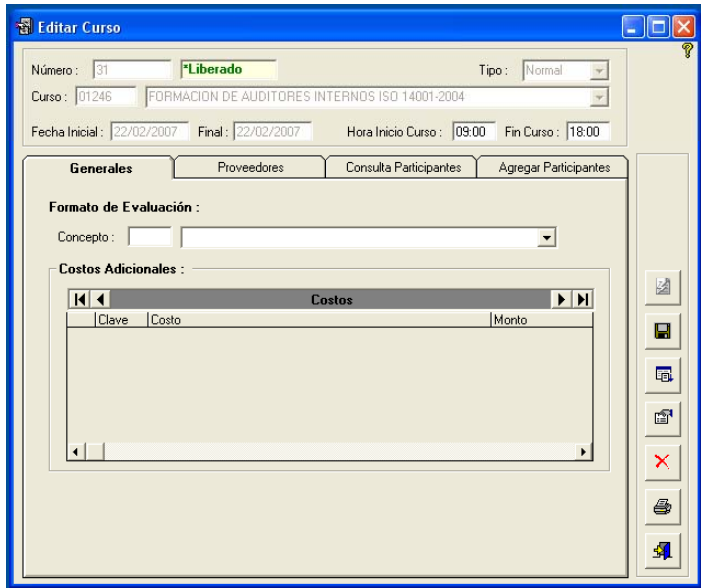 Editar Curso
Número : 31 *Liberado Tipo : Normal
Curso : 01246 FORMACION DE AUDITORES INTERNOS ISO 14001-2004
Fecha Inicial : 22/02/2007 Final : 22/02/2007 Hora Inicio Curso : 09:00 Fin Curso : 18:00
Generales Proveedores Consulta Participantes Agregar Participantes
Formato de Evaluación :
Concepto :
Costos Adicionales :
Costos
Clave Costo Monto